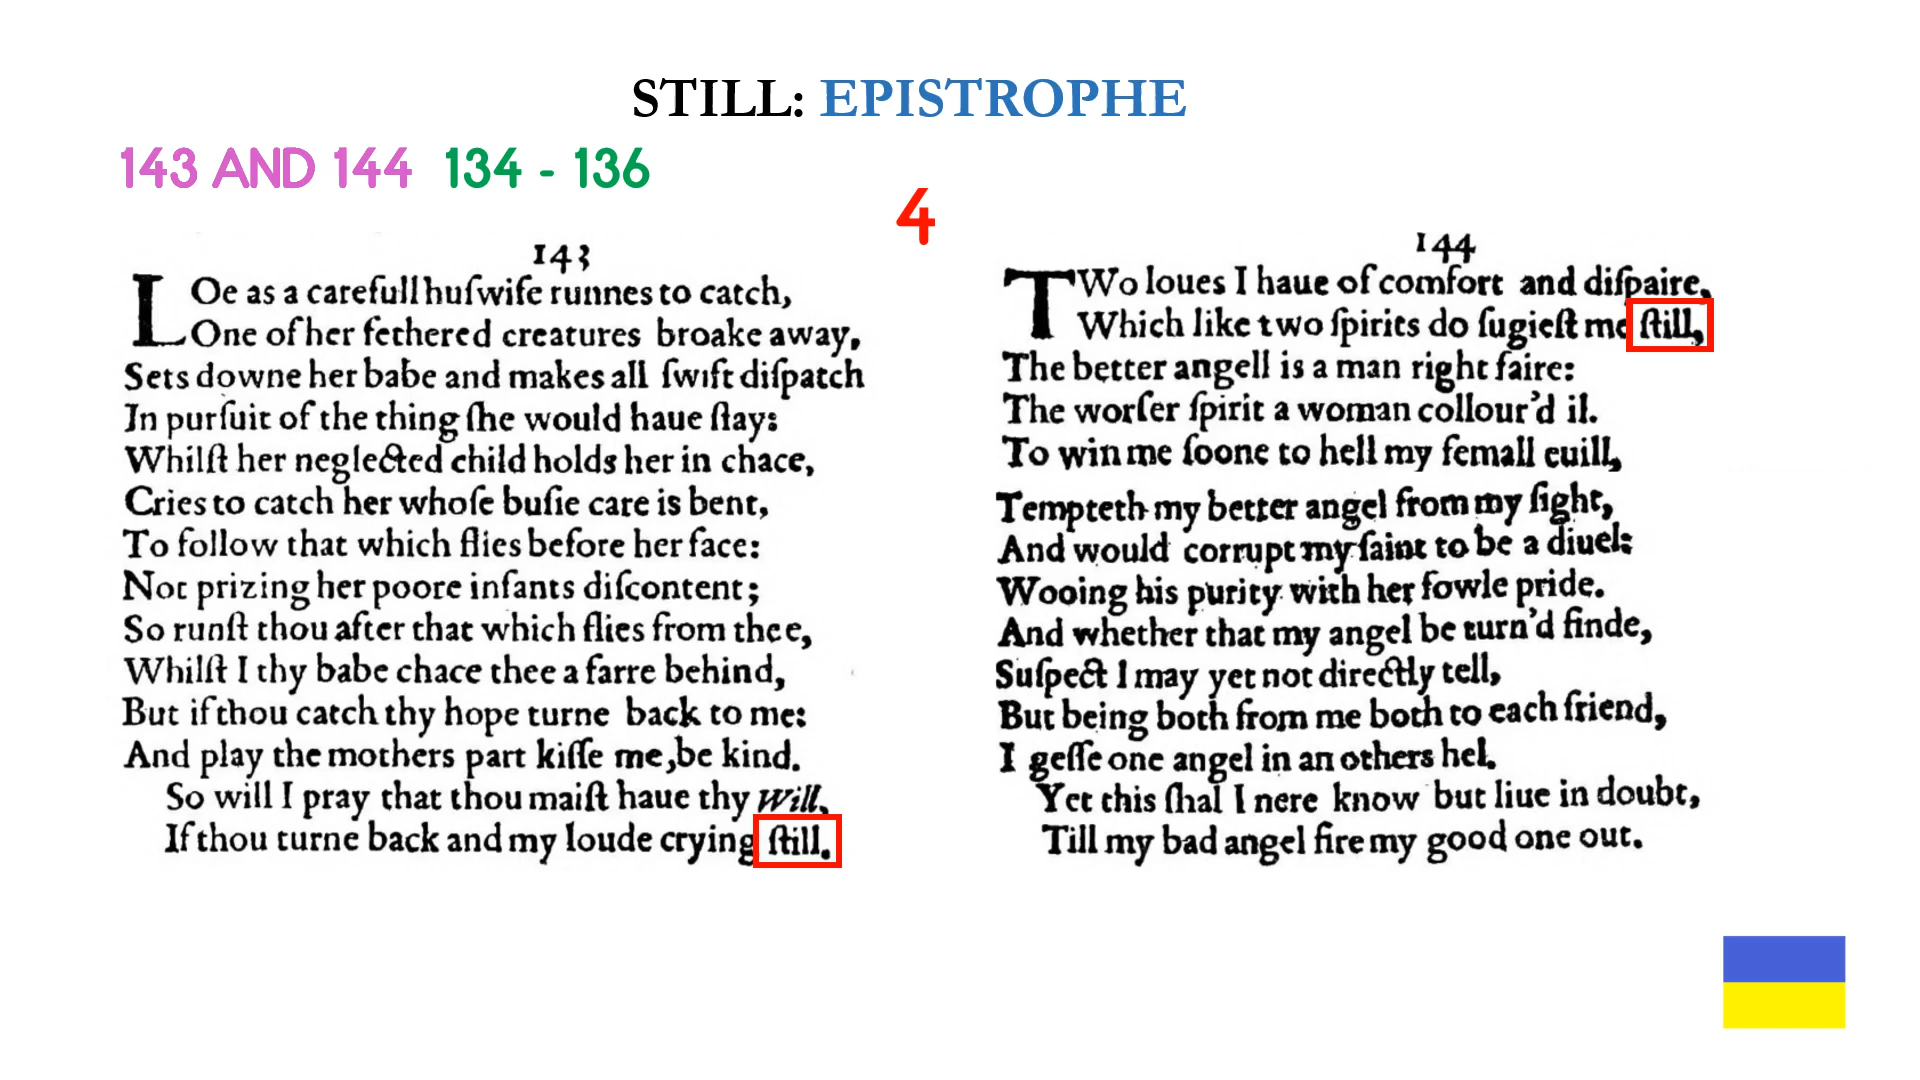 STILL: EPISTROPHE
143 AND 144 134 - 136
4
143
LOe as a carefull huſwife runnes to catch,
One of her fethered creatures broake away,
Sets downe her babe and makes all ſwift diſpatch
In purſuit of the thing ſhe would haue ſtay:
Whilſt her neglected child holds her in chace,
Cries to catch her whoſe buſie care is bent,
To follow that which flies before her face:
Not prizing her poore infants diſcontent;
So runſt thou after that which flies from thee,
Whilſt I thy babe chace thee a farre behind,
But if thou catch thy hope turne back to me:
And play the mothers part kiſſe me,be kind.
So will I pray that thou maiſt haue thy Will,
If thou turne back and my loude crying ſtill.
144
TWo loues I haue of comfort and diſpaire,
Which like two ſpirits do ſugieſt me ſtill,
The better angell is a man right faire:
The worſer ſpirit a woman collour'd il.
To win me ſoone to hell my femall euill,
Tempteth my better angel from my ſight,
And would corrupt my ſaint to be a diuel:
Wooing his purity with her fowle pride.
And whether that my angel be turn'd finde,
Suſpect I may yet not directly tell,
But being both from me both to each friend,
I geſſe one angel in an others hel.
Yet this ſhal I nere know but liue in doubt,
Till my bad angel fire my good one out.